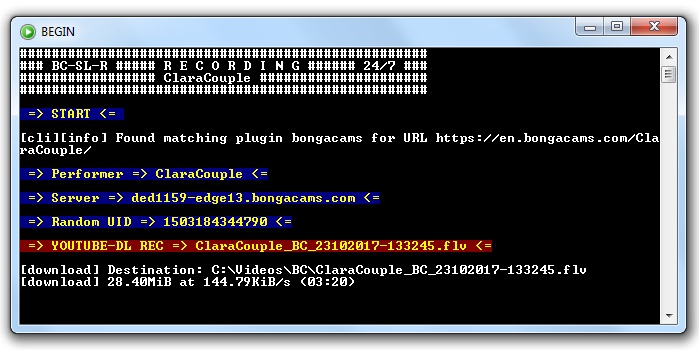 BEGIN
##################################################
### BC-SL-R ##### R E C O R D I N G ###### 24/7 ###
################## ClaraCouple ####################
##################################################
=> START <=
[cli][info] Found matching plugin bongacams for URL https://en.bongacams.com/Cla
raCouple/
=> Performer => ClaraCouple <=
=> Server => ded1159-edge13.bongacams.com <=
=> Random UID => 1503184344790 <=
=> YOUTUBE-DL REC => ClaraCouple_BC_23102017-133245.flv <=
[download] Destination: C:\Videos\BC\ClaraCouple_BC_23102017-133245.flv
[download] 28.40MiB at 144.79KiB/s (03:20)